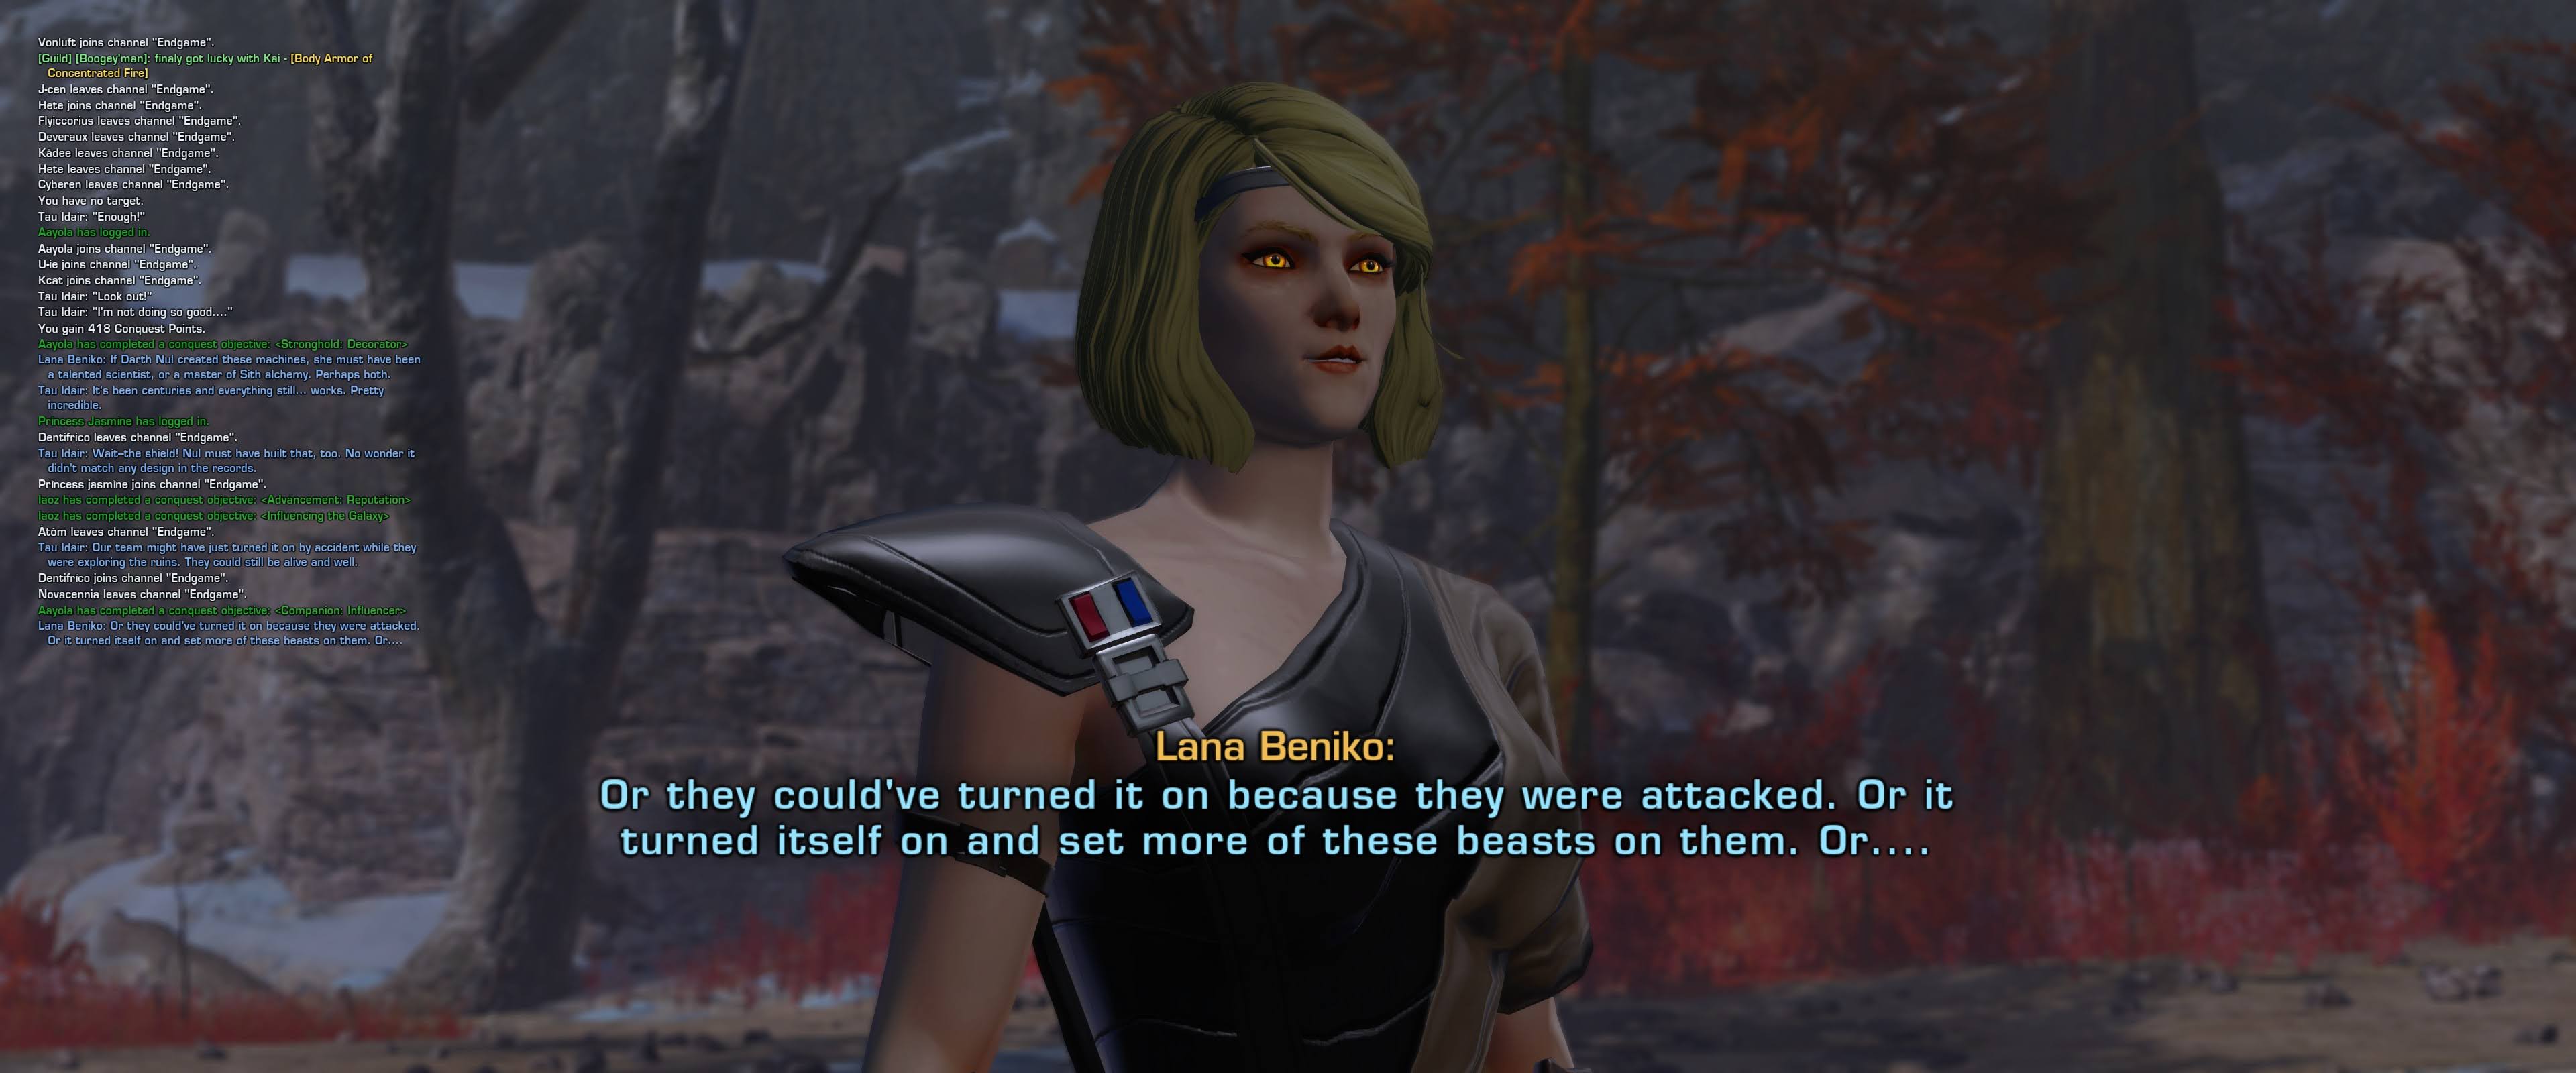 Vonluft joins channel "Endgame".
[Guild] [Boogey'man]: finaly got lucky with Kai - [Body Armor of
Concentrated Fire]
J-cen leaves channel "Endgame".
Hete joins channel "Endgame".
Flyiccorius leaves channel "Endgame".
Deveraux leaves channel "Endgame".
Kádee leaves channel "Endgame".
Hete leaves channel "Endgame".
Cyberen leaves channel "Endgame".
You have no target.
Tau Idair: "Enough!"
Aayola has logged in.
Aayola joins channel "Endgame".
U-ie joins channel "Endgame".
Kcat joins channel "Endgame".
Tau Idair: "Look out!"
Tau Idair: "I'm not doing so good...."
You gain 418 Conquest Points.
Aayola has completed a conquest objective: <Stronghold: Decorator>
Lana Beniko: If Darth Nul created these machines, she must have been
a talented scientist, or a master of Sith alchemy. Perhaps both.
Tau Idair: It's been centuries and everything still... works. Pretty
incredible.
Princess Jasmine has logged in.
Dentifrico leaves channel "Endgame".
Tau Idair: Wait–the shield! Nul must have built that, too. No wonder it
didn't match any design in the records.
Princess jasmine joins channel "Endgame".
Iaoz has completed a conquest objective: <Advancement: Reputation>
Iaoz has completed a conquest objective: <Influencing the Galaxy>
Atóm leaves channel "Endgame".
Tau Idair: Our team might have just turned it on by accident while they
were exploring the ruins. They could still be alive and well.
Dentifrico joins channel "Endgame".
Novacennia leaves channel "Endgame".
Aayola has completed a conquest objective: <Companion: Influencer>
Lana Beniko: Or they could've turned it on because they were attacked.
Or it turned itself on and set more of these beasts on them. Or....
Lana Beniko:
Or they could've turned it on because they were attacked. Or it
turned itself on and set more of these beasts on them. Or....